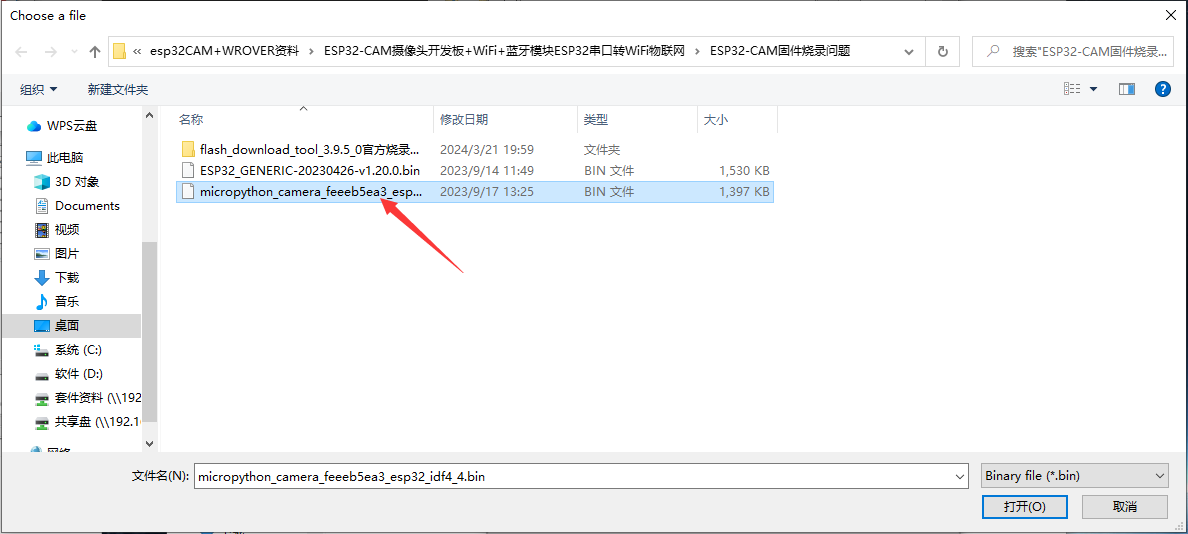 Choose a file
« esp32CAM+WROVER资料 › ESP32-CAM摄像头开发板+WiFi+蓝牙模块ESP32串口转WiFi物联网 › ESP32-CAM固件烧录问题
搜索"ESP32-CAM固件烧录...
组织
新建文件夹
WPS云盘
此电脑
3D 对象
Documents
视频
图片
下载
音乐
桌面
系统 (C:)
软件 (D:)
套件资料 (\\192
共享盘 (\\192.1
名称 修改日期 类型 大小
flash_download_tool_3.9.5_0官方烧录... 2024/3/21 19:59 文件夹
ESP32_GENERIC-20230426-v1.20.0.bin 2023/9/14 11:49 BIN 文件 1,530 KB
micropython_camera_feeeb5ea3_esp... 2023/9/17 13:25 BIN 文件 1,397 KB
文件名(N): micropython_camera_feeeb5ea3_esp32_idf4_4.bin
Binary file (*.bin)
打开(O)
取消